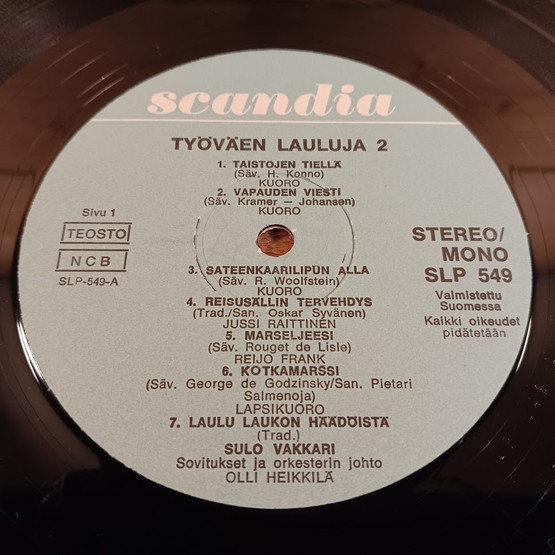 scandia
TYÖVÄEN LAULUJA 2
1. TAISTOJEN TIELLÄ
(Säv. H. Konno)
KUORO
2. VAPAUDEN VIESTI
(Säv. Kramer — Johansen)
KUORO
Sivu 1
TEOSTO
NCB
SLP-549-A
STEREO/
MONO
SLP 549
Valmistettu
Suomessa
Kaikki oikeudet
pidätetään
3. SATEENKAARILIPUN ALLA
(Säv. R. Woolfstein)
KUORO
4. REISUSÄLLIN TERVEHDYS
(Trad./San. Oskar Syvänen)
JUSSI RAITTINEN
5. MARSELJEESI
(Säv. Rouget de Lisle)
REIJO FRANK
6. KOTKAMARSSI
(Säv. George de Godzinsky/San. Pietari
Salmenoja)
LAPSIKUORO
7. LAULU LAUKON HÄÄDÖISTÄ
(Trad.)
SULO VAKKARI
Sovitukset ja orkesterin johto
OLLI HEIKKILÄ